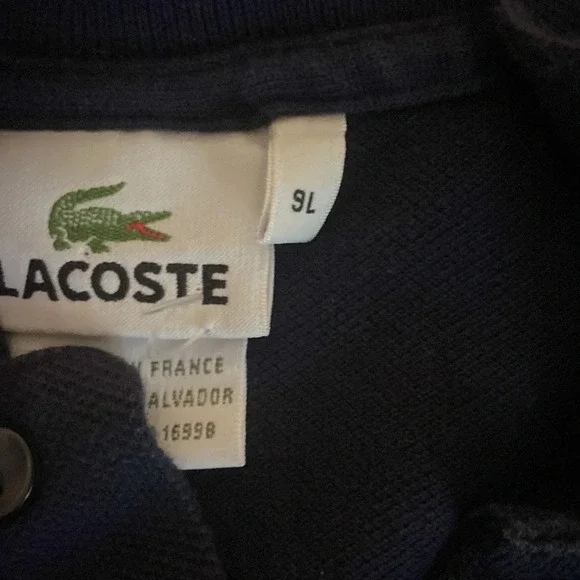 LACOSTE
9L
FRANCE
ALVADOR
16998